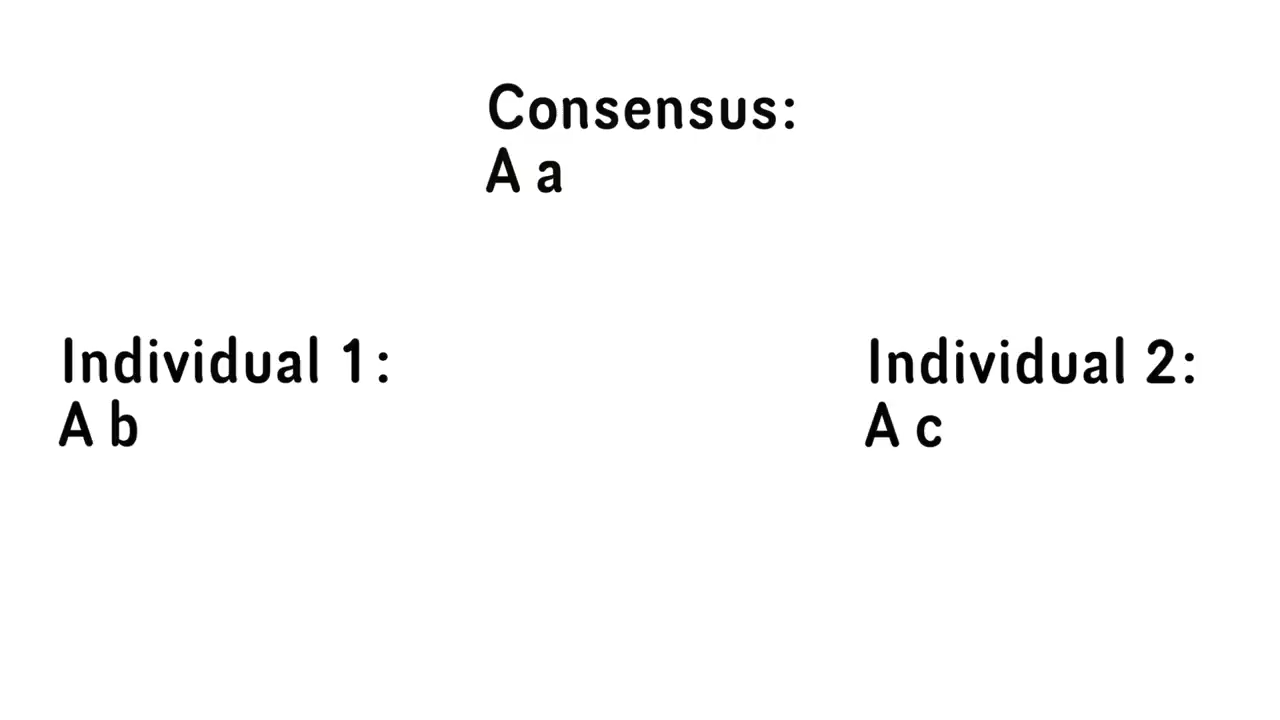 Consensus:
A a
Individual 1:
A b
Individual 2:
A c